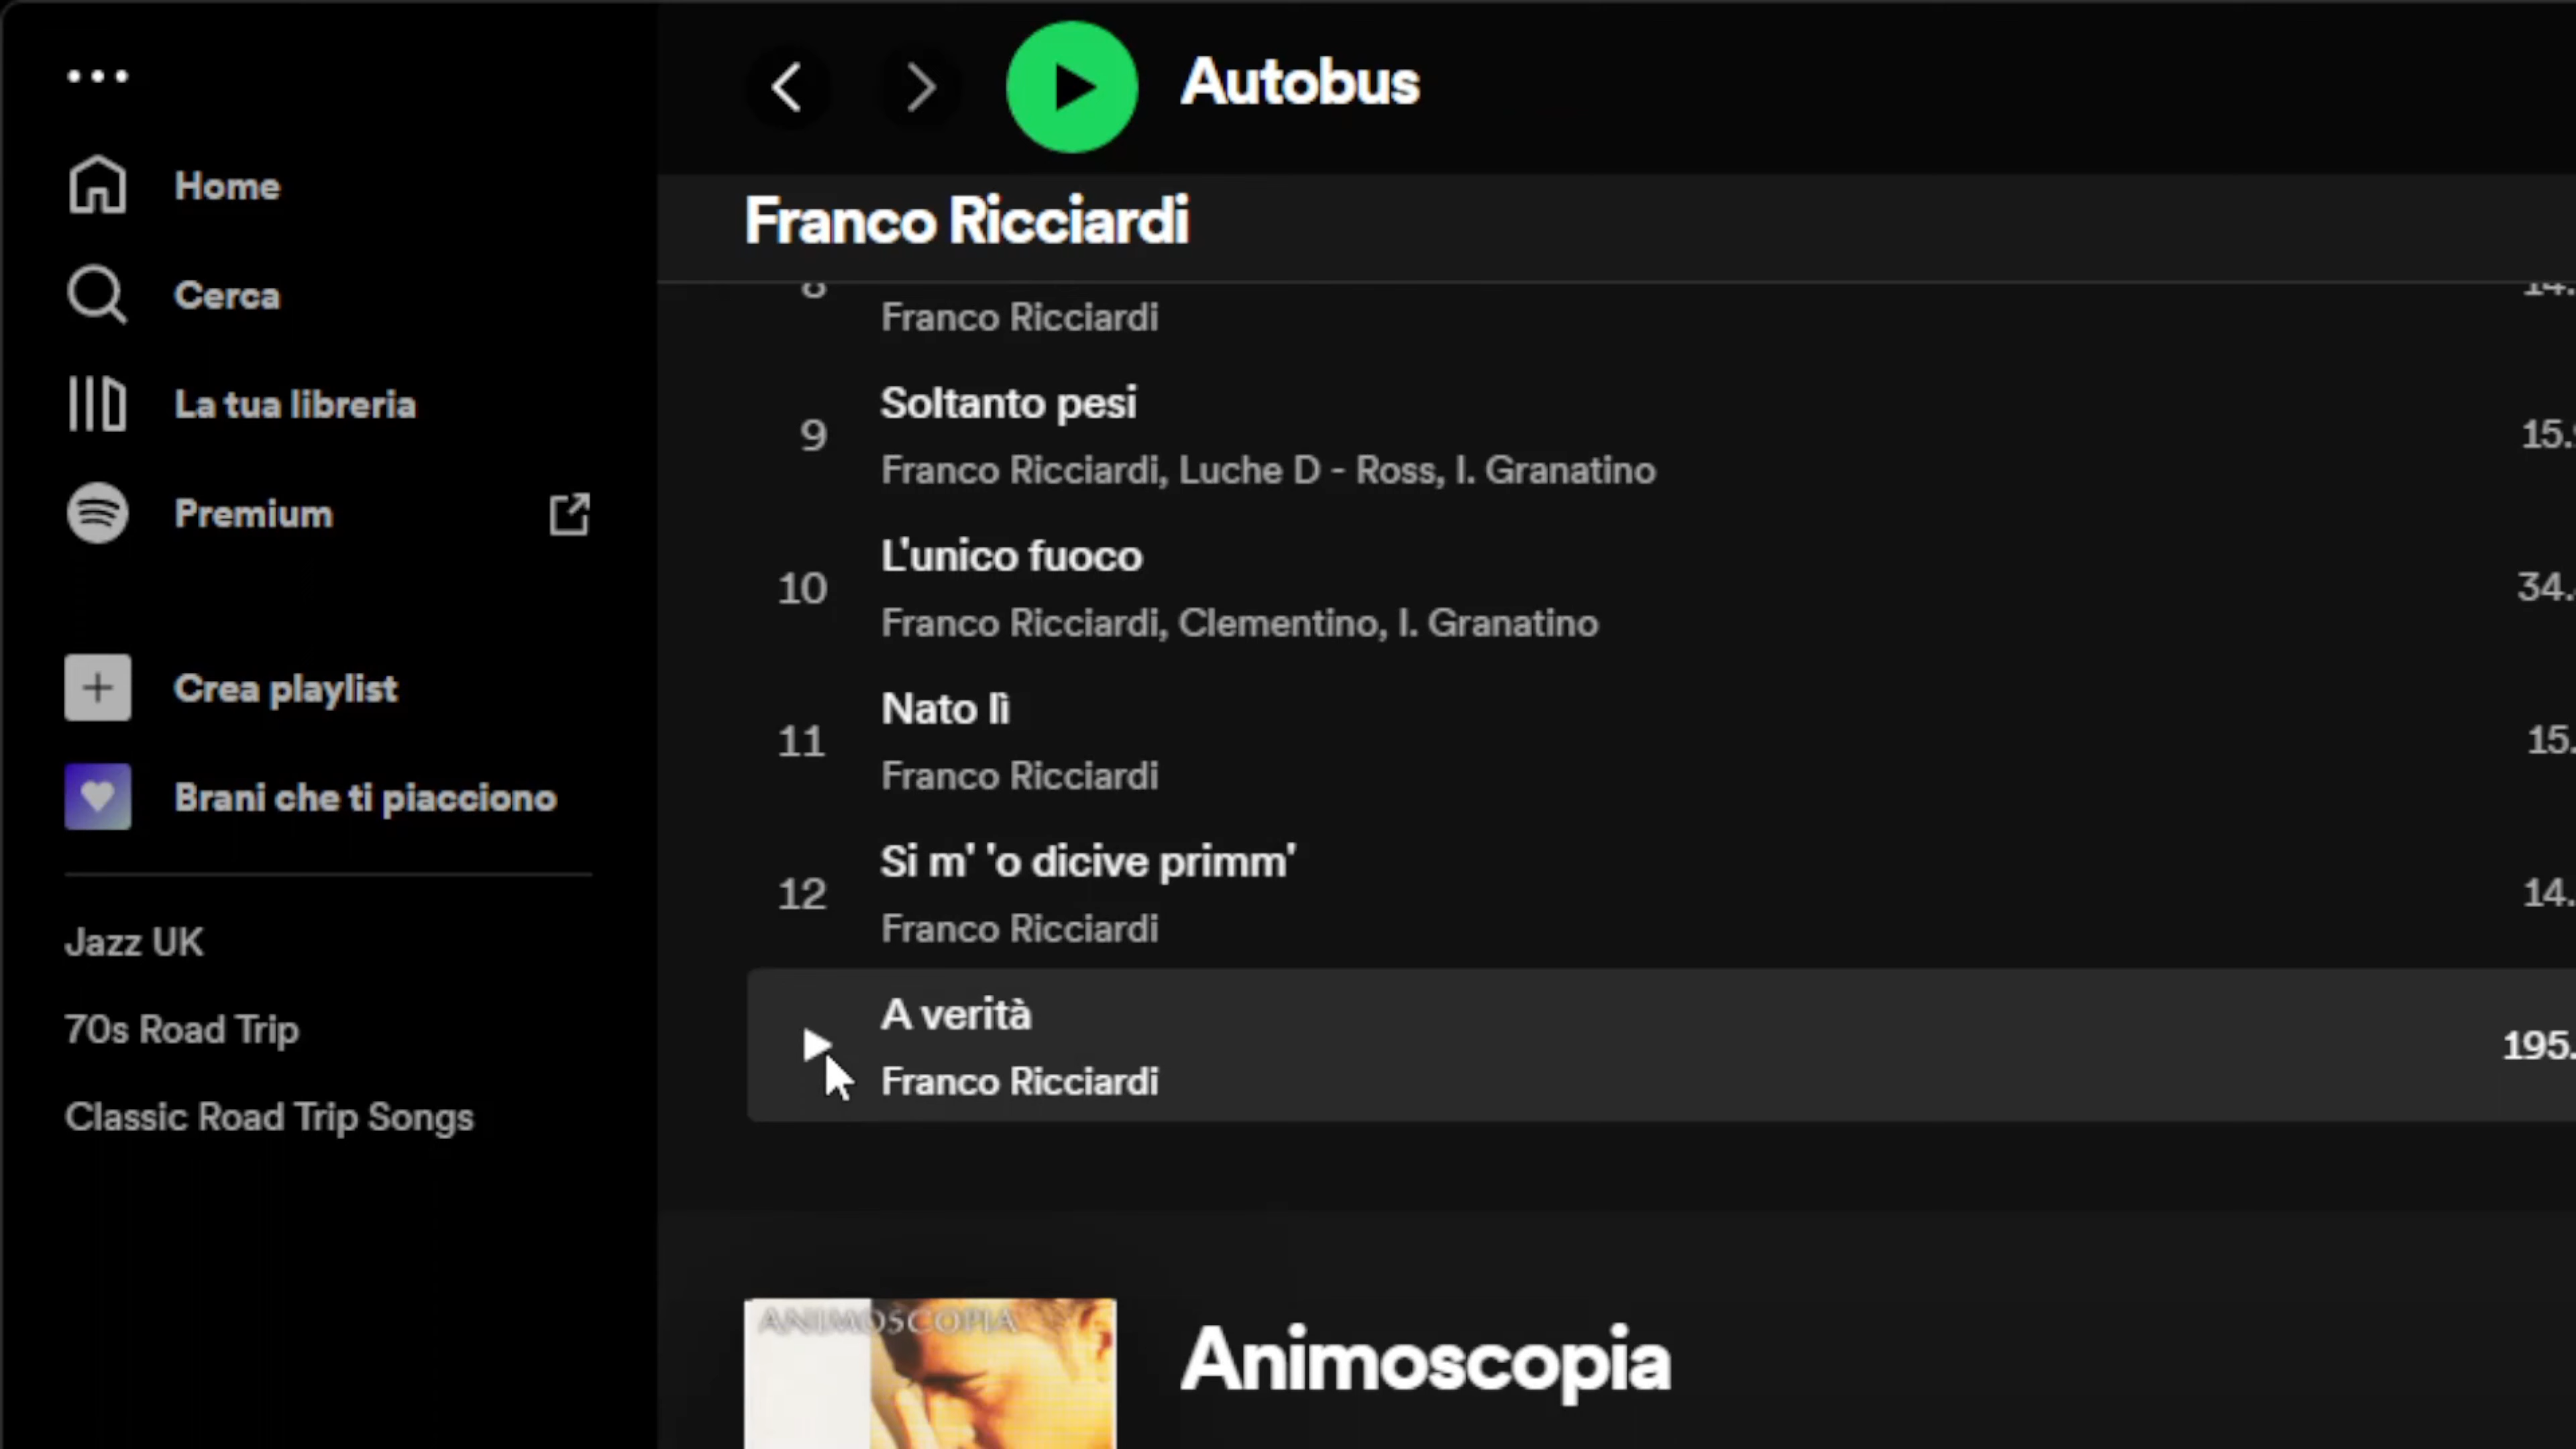 Home
Cerca
La tua libreria
Premium
Crea playlist
Brani che ti piacciono
Jazz UK
70s Road Trip
Classic Road Trip Songs
Autobus
Franco Ricciardi
Franco Ricciardi
9
Soltanto pesi
Franco Ricciardi, Luche D - Ross, I. Granatino
10
L'unico fuoco
Franco Ricciardi, Clementino, I. Granatino
34.
11
Nato lì
Franco Ricciardi
15.
12
Si m' 'o dicive primm'
Franco Ricciardi
14.
A verità
Franco Ricciardi
195.
ANIMOSCOPIA
Animoscopia